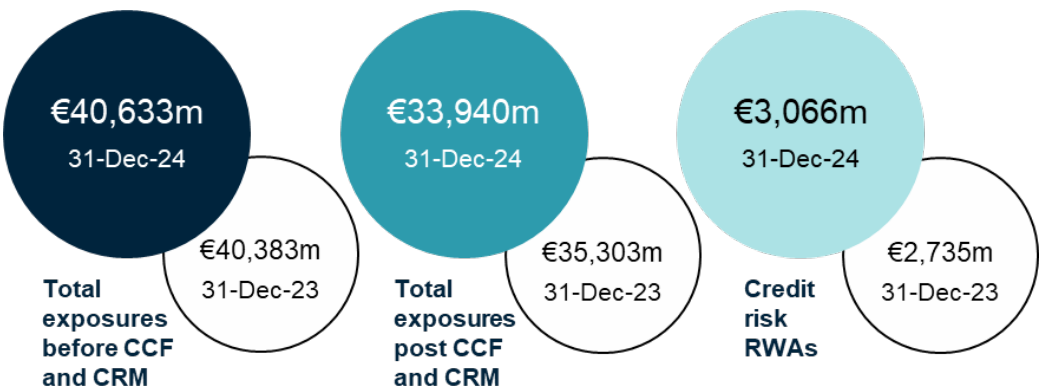 €40,633m
31-Dec-24
€40,383m
31-Dec-23
Total
exposures
before CCF
and CRM
€33,940m
31-Dec-24
€35,303m
31-Dec-23
Total
exposures
post CCF
and CRM
€3,066m
31-Dec-24
€2,735m
31-Dec-23
Credit
risk
RWAs